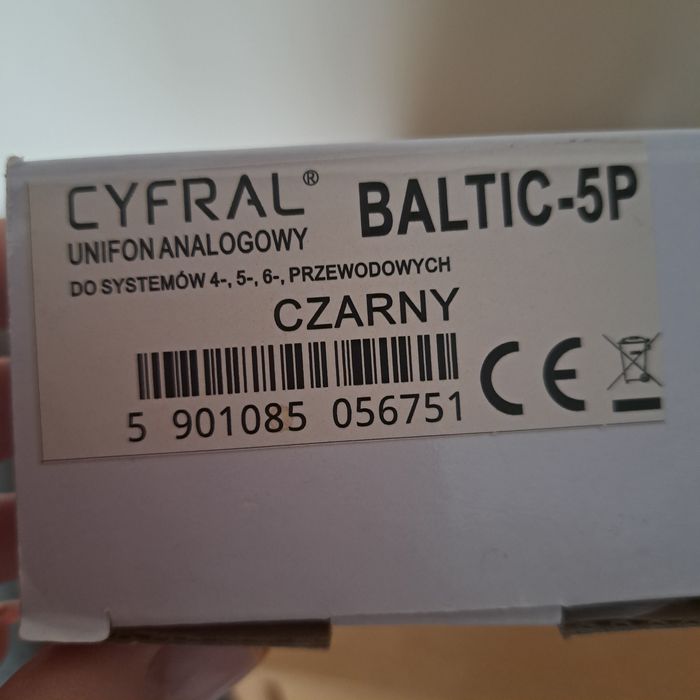 CYFRAL® BALTIC-5P
UNIFON ANALOGOWY
DO SYSTEMÓW 4-, 5-, 6-, PRZEWODOWYCH
CZARNY
CE
5 901085 056751